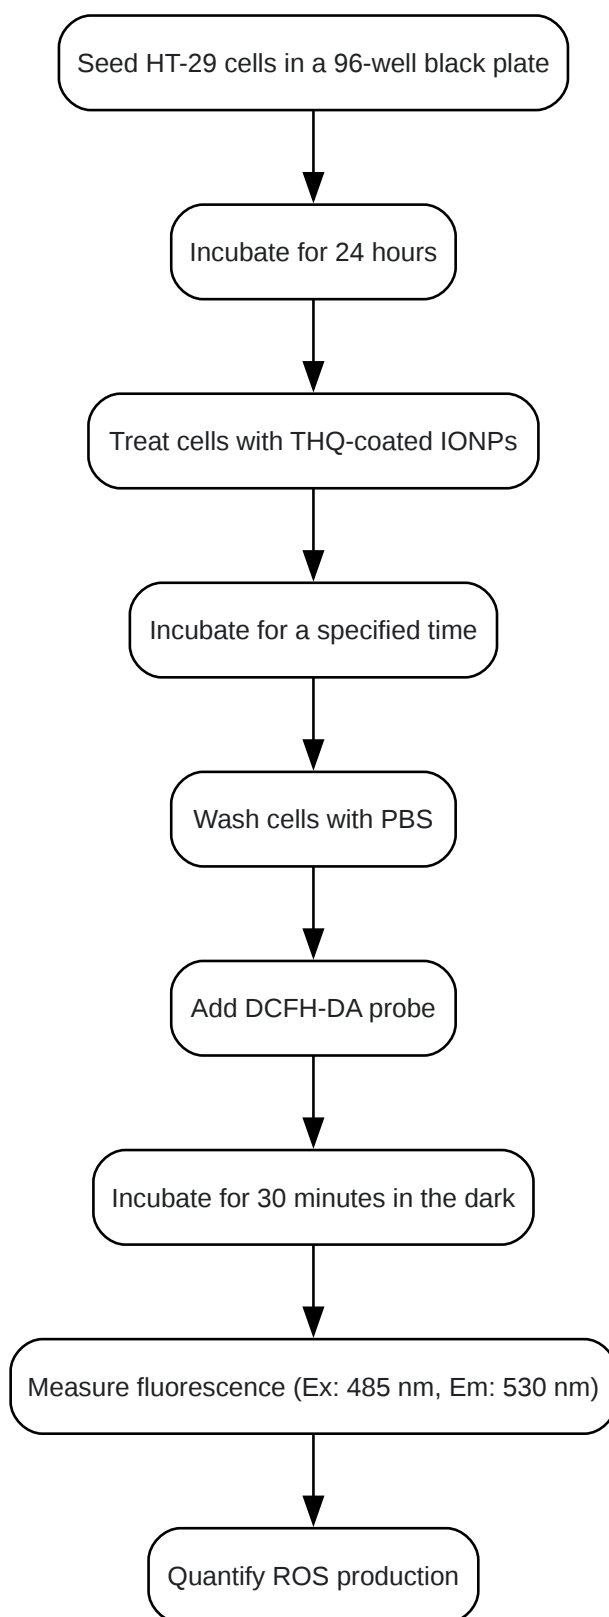 Seed HT-29 cells in a 96-well black plate
Incubate for 24 hours
Treat cells with THQ-coated IONPs
Incubate for a specified time
Wash cells with PBS
Add DCFH-DA probe
Incubate for 30 minutes in the dark
Measure fluorescence (Ex: 485 nm, Em: 530 nm)
Quantify ROS production